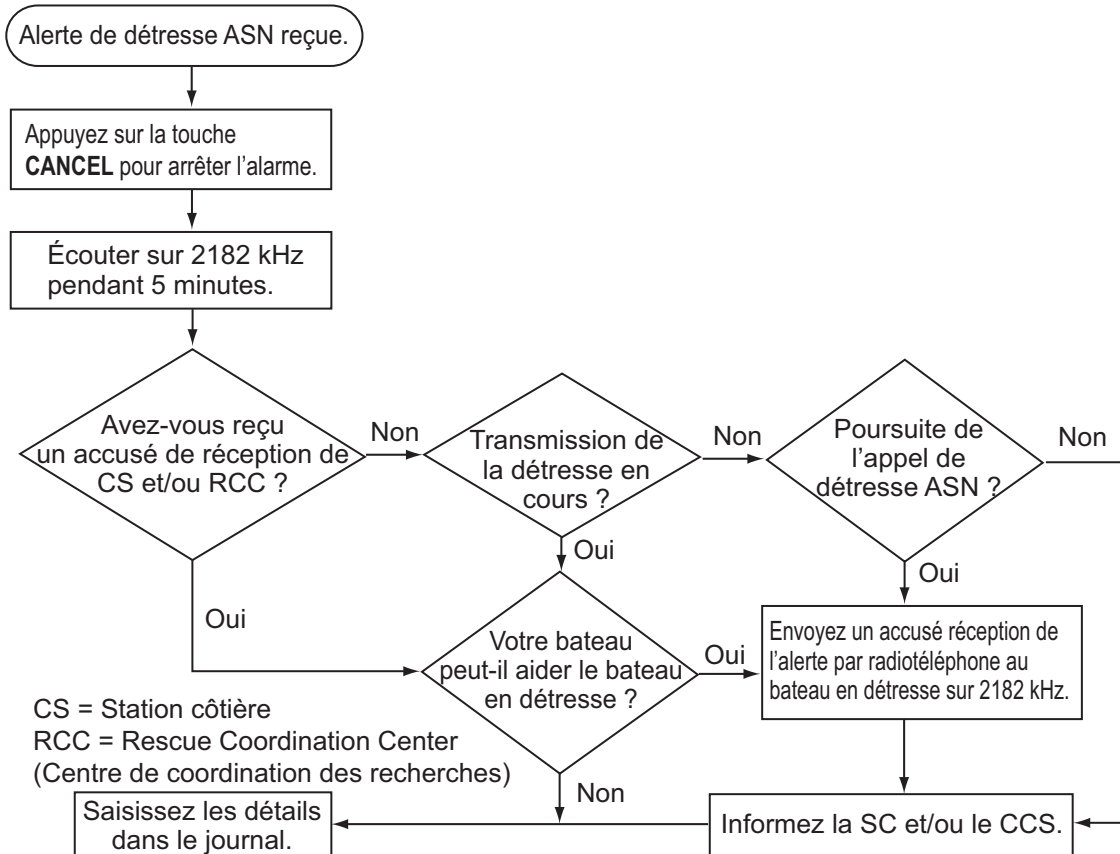 Alerte de détresse ASN reçue.
Appuyez sur la touche
CANCEL pour arrêter l'alarme.
Écouter sur 2182 kHz
pendant 5 minutes.
Avez-vous reçu
un accusé de réception de
CS et/ou RCC ?
Non
Transmission de
la détresse en
cours ?
Non
Poursuite de
l'appel de
détresse ASN ?
Non
Oui
Oui
Oui
Votre bateau
peut-il aider le bateau
en détresse ?
Oui
Envoyez un accusé réception de
l'alerte par radiotéléphone au
bateau en détresse sur 2182 kHz.
CS = Station côtière
RCC = Rescue Coordination Center
(Centre de coordination des recherches)
Non
Saisissez les détails
dans le journal.
Informez la SC et/ou le CCS.